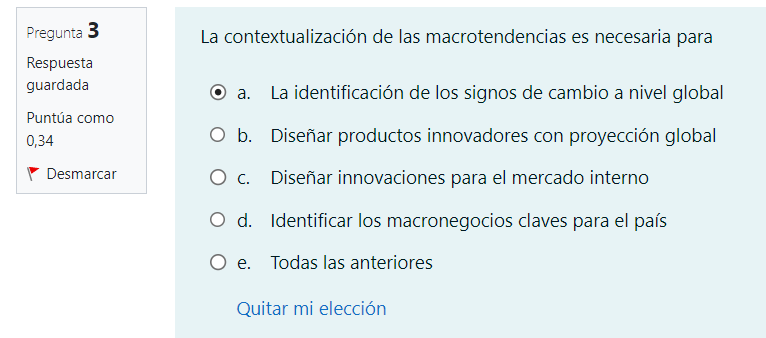 Pregunta 3
Respuesta
guardada
Puntúa como
0,34
Desmarcar
La contextualización de las macrotendencias es necesaria para
a. La identificación de los signos de cambio a nivel global
b. Diseñar productos innovadores con proyección global
c. Diseñar innovaciones para el mercado interno
d. Identificar los macronegocios claves para el país
e. Todas las anteriores
Quitar mi elección